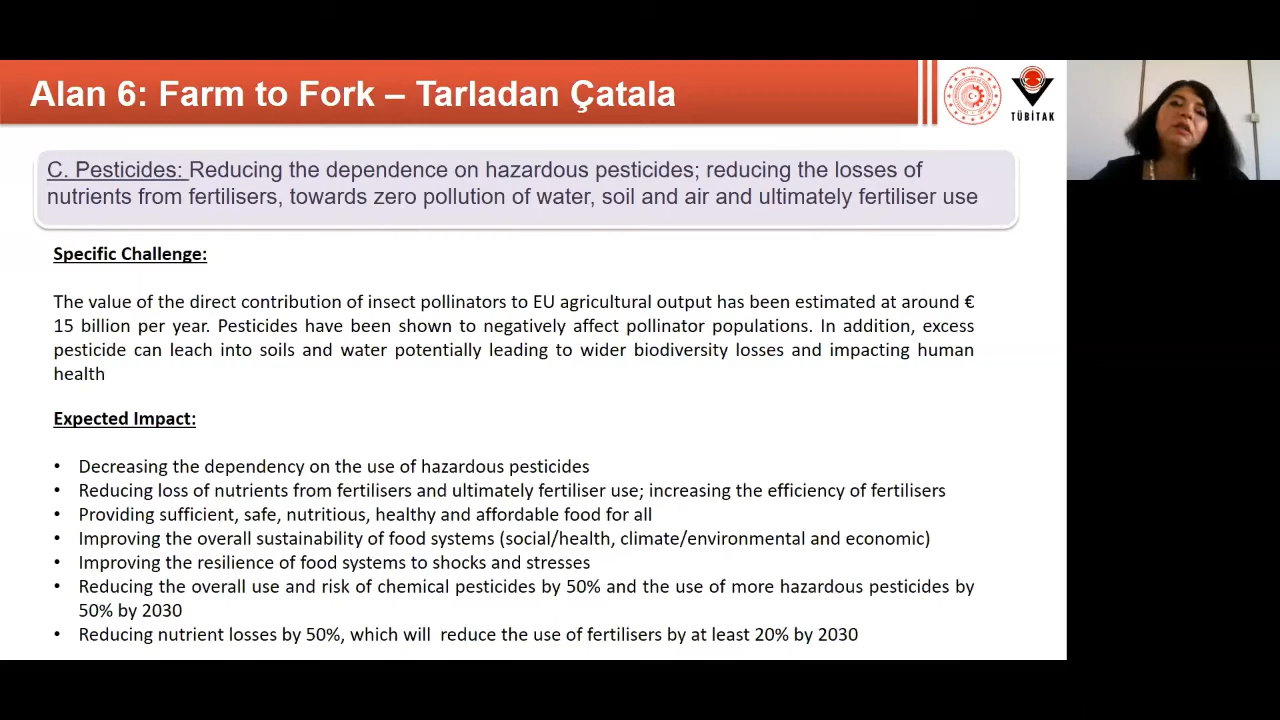 Alan 6: Farm to Fork – Tarladan Çatala
TÜBİTAK
C. Pesticides: Reducing the dependence on hazardous pesticides; reducing the losses of
nutrients from fertilisers, towards zero pollution of water, soil and air and ultimately fertiliser use
Specific Challenge:
The value of the direct contribution of insect pollinators to EU agricultural output has been estimated at around €
15 billion per year. Pesticides have been shown to negatively affect pollinator populations. In addition, excess
pesticide can leach into soils and water potentially leading to wider biodiversity losses and impacting human
health
Expected Impact:
• Decreasing the dependency on the use of hazardous pesticides
• Reducing loss of nutrients from fertilisers and ultimately fertiliser use; increasing the efficiency of fertilisers
• Providing sufficient, safe, nutritious, healthy and affordable food for all
• Improving the overall sustainability of food systems (social/health, climate/environmental and economic)
• Improving the resilience of food systems to shocks and stresses
• Reducing the overall use and risk of chemical pesticides by 50% and the use of more hazardous pesticides by
50% by 2030
• Reducing nutrient losses by 50%, which will reduce the use of fertilisers by at least 20% by 2030